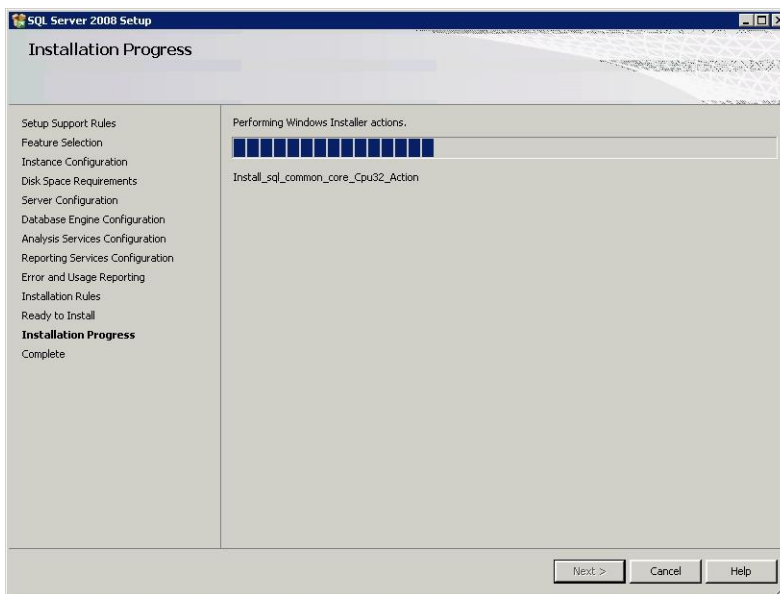 SQL Server 2008 Setup
Installation Progress
Setup Support Rules
Feature Selection
Instance Configuration
Disk Space Requirements
Server Configuration
Database Engine Configuration
Analysis Services Configuration
Reporting Services Configuration
Error and Usage Reporting
Installation Rules
Ready to Install
Installation Progress
Complete
Performing Windows Installer actions.
Install_sql_common_core_Cpu32_Action
Next >
Cancel
Help